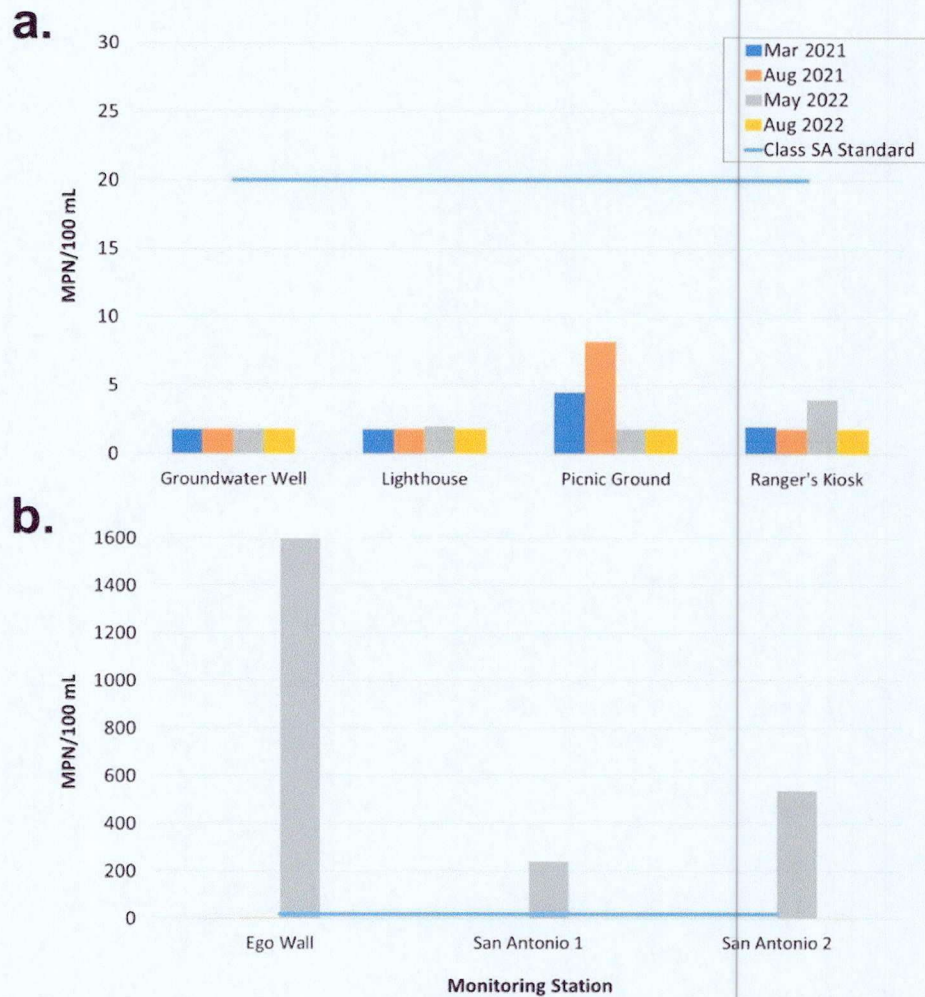 a.
30
25
20
15
10
5
0
MPN/100 mL
Mar 2021
Aug 2021
May 2022
Aug 2022
Class SA Standard
Groundwater Well Lighthouse Picnic Ground Ranger's Kiosk
b.
1600
1400
1200
1000
800
600
400
200
0
MPN/100 mL
Ego Wall San Antonio 1 San Antonio 2
Monitoring Station